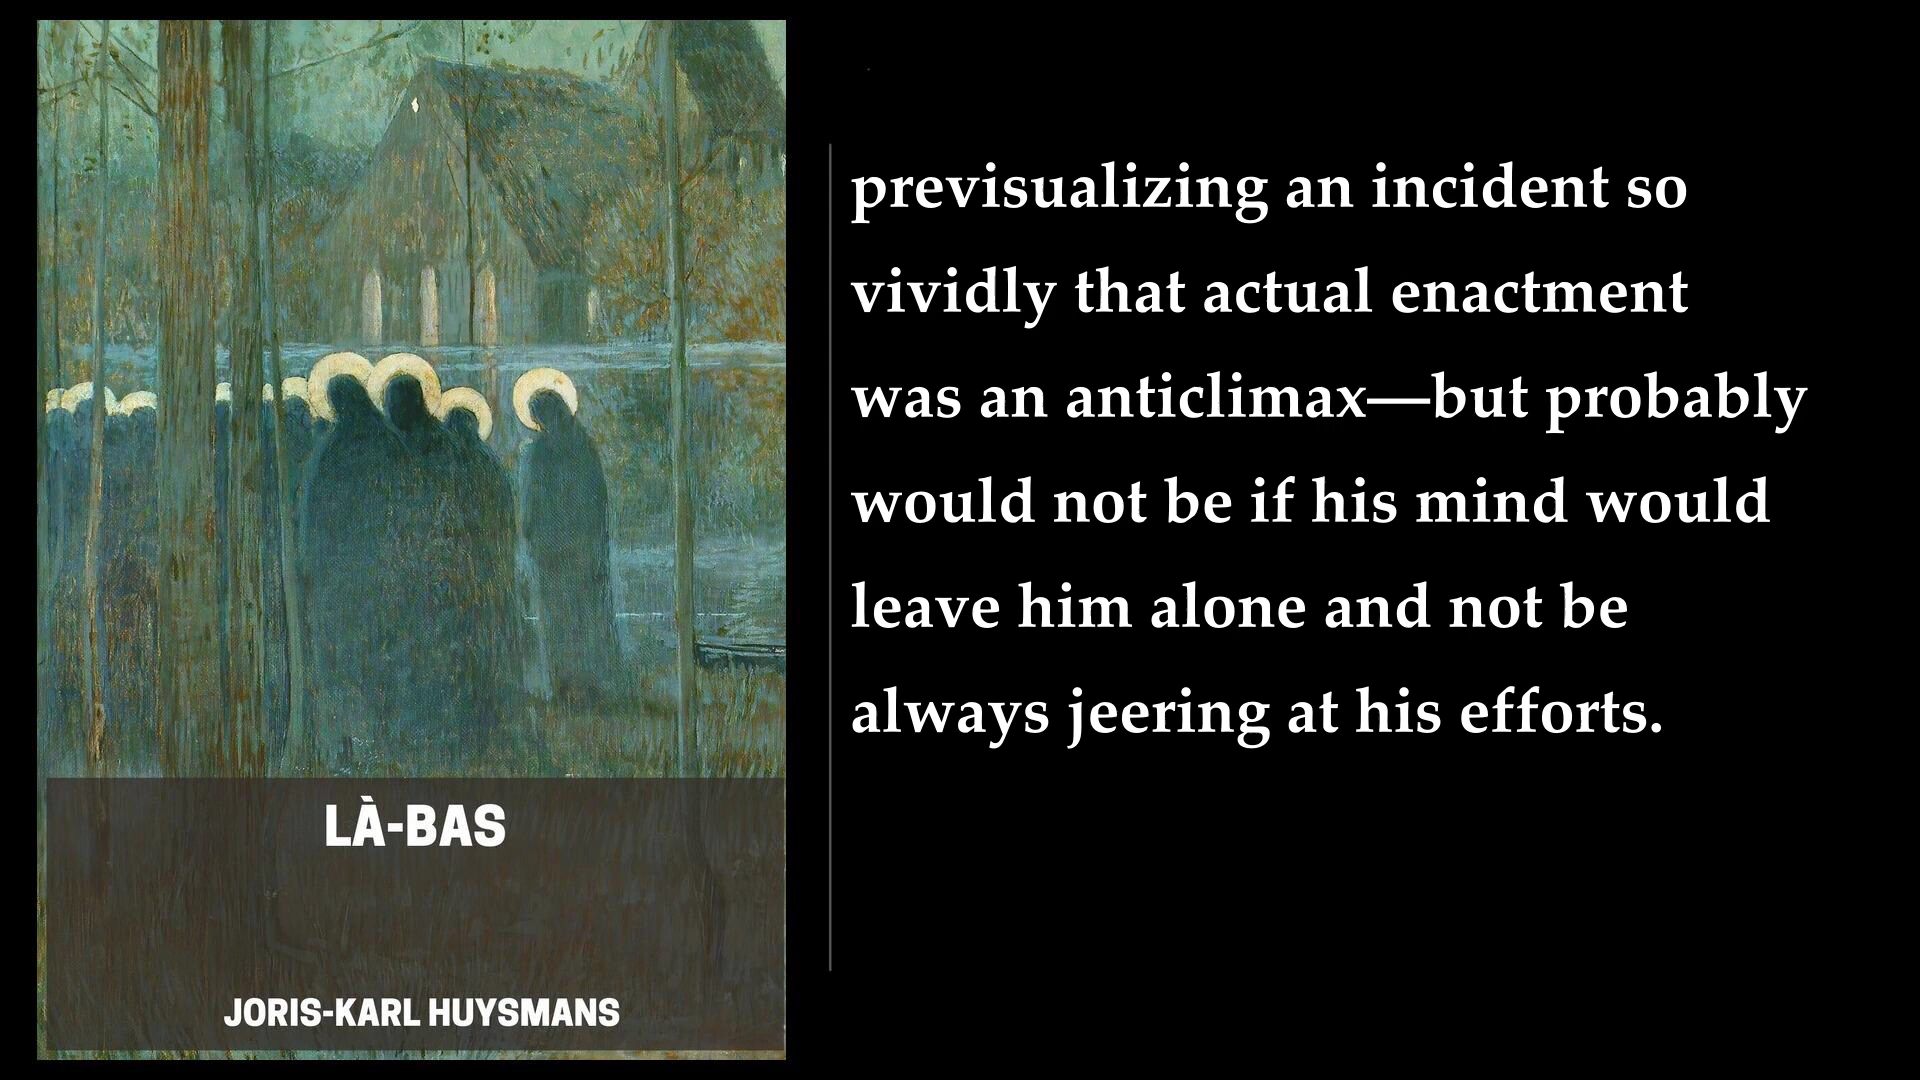 LÀ-BAS
JORIS-KARL HUYSMANS
previsualizing an incident so
vividly that actual enactment
was an anticlimax—but probably
would not be if his mind would
leave him alone and not be
always jeering at his efforts.